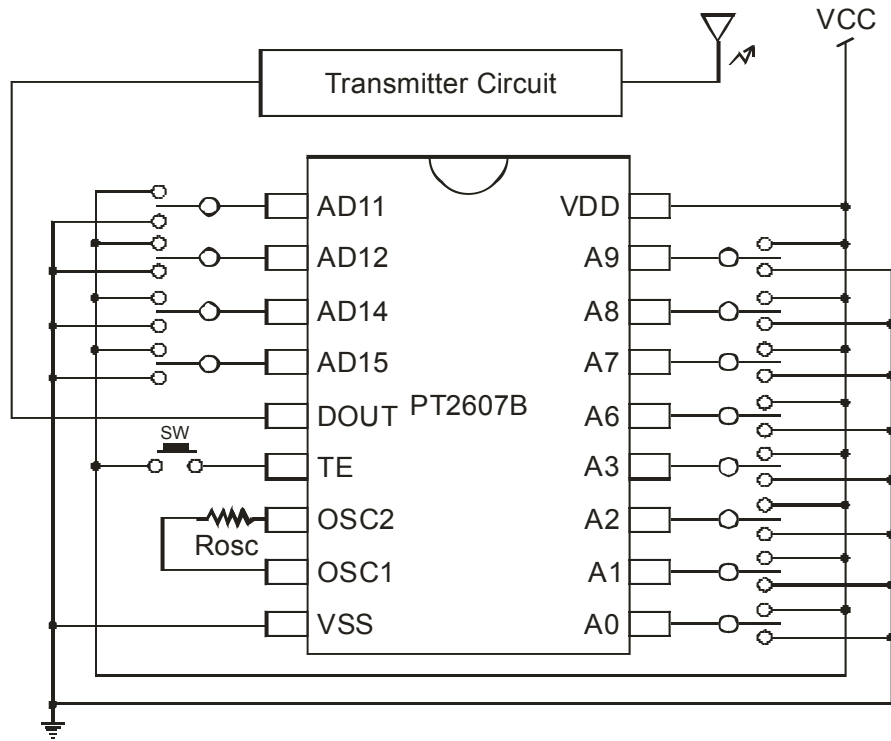 VCC
Transmitter Circuit
AD11
VDD
AD12
A9
AD14
A8
AD15
A7
DOUT
PT2607B
A6
SW
TE
A3
OSC2
A2
Rosc
OSC1
A1
VSS
A0